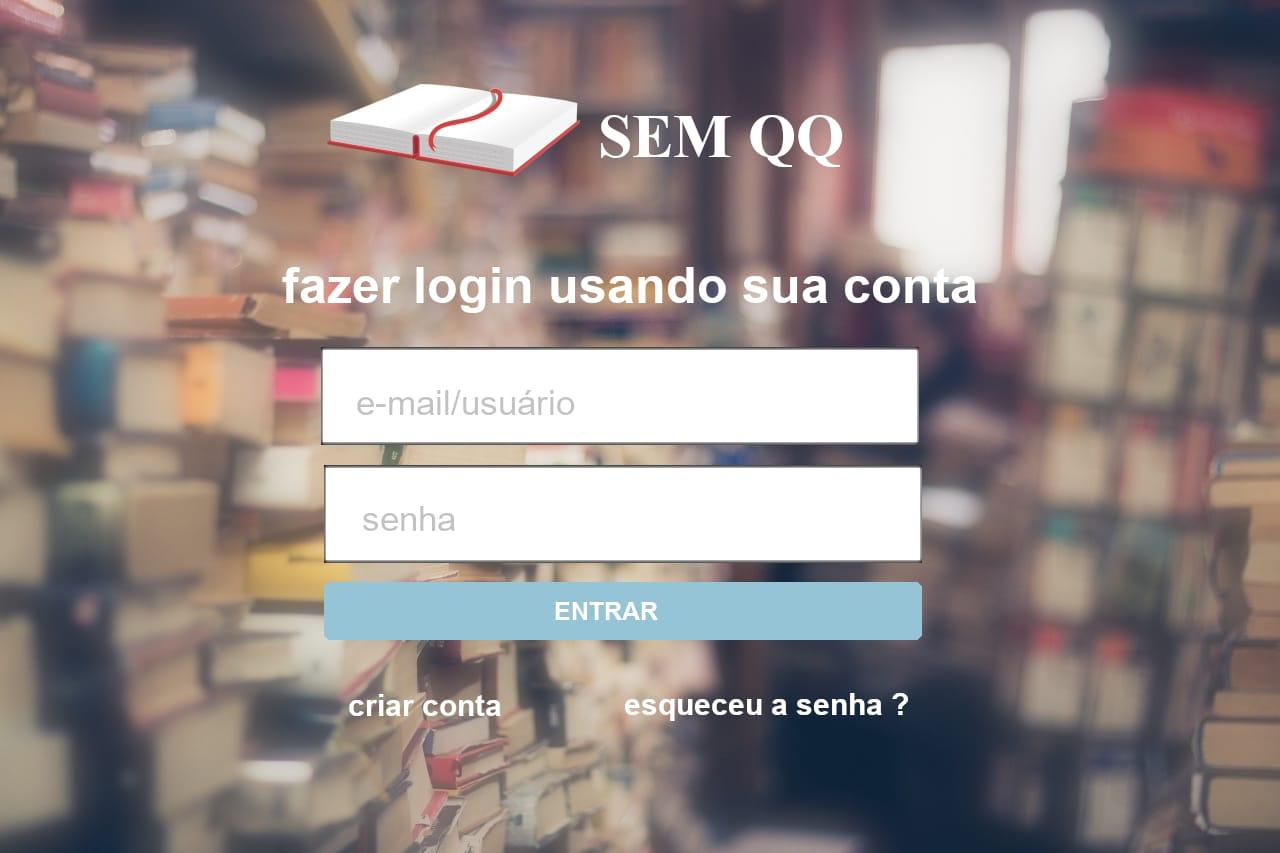 SEM QQ
fazer login usando sua conta
e-mail/usuário
senha
ENTRAR
criar conta
esqueceu a senha ?